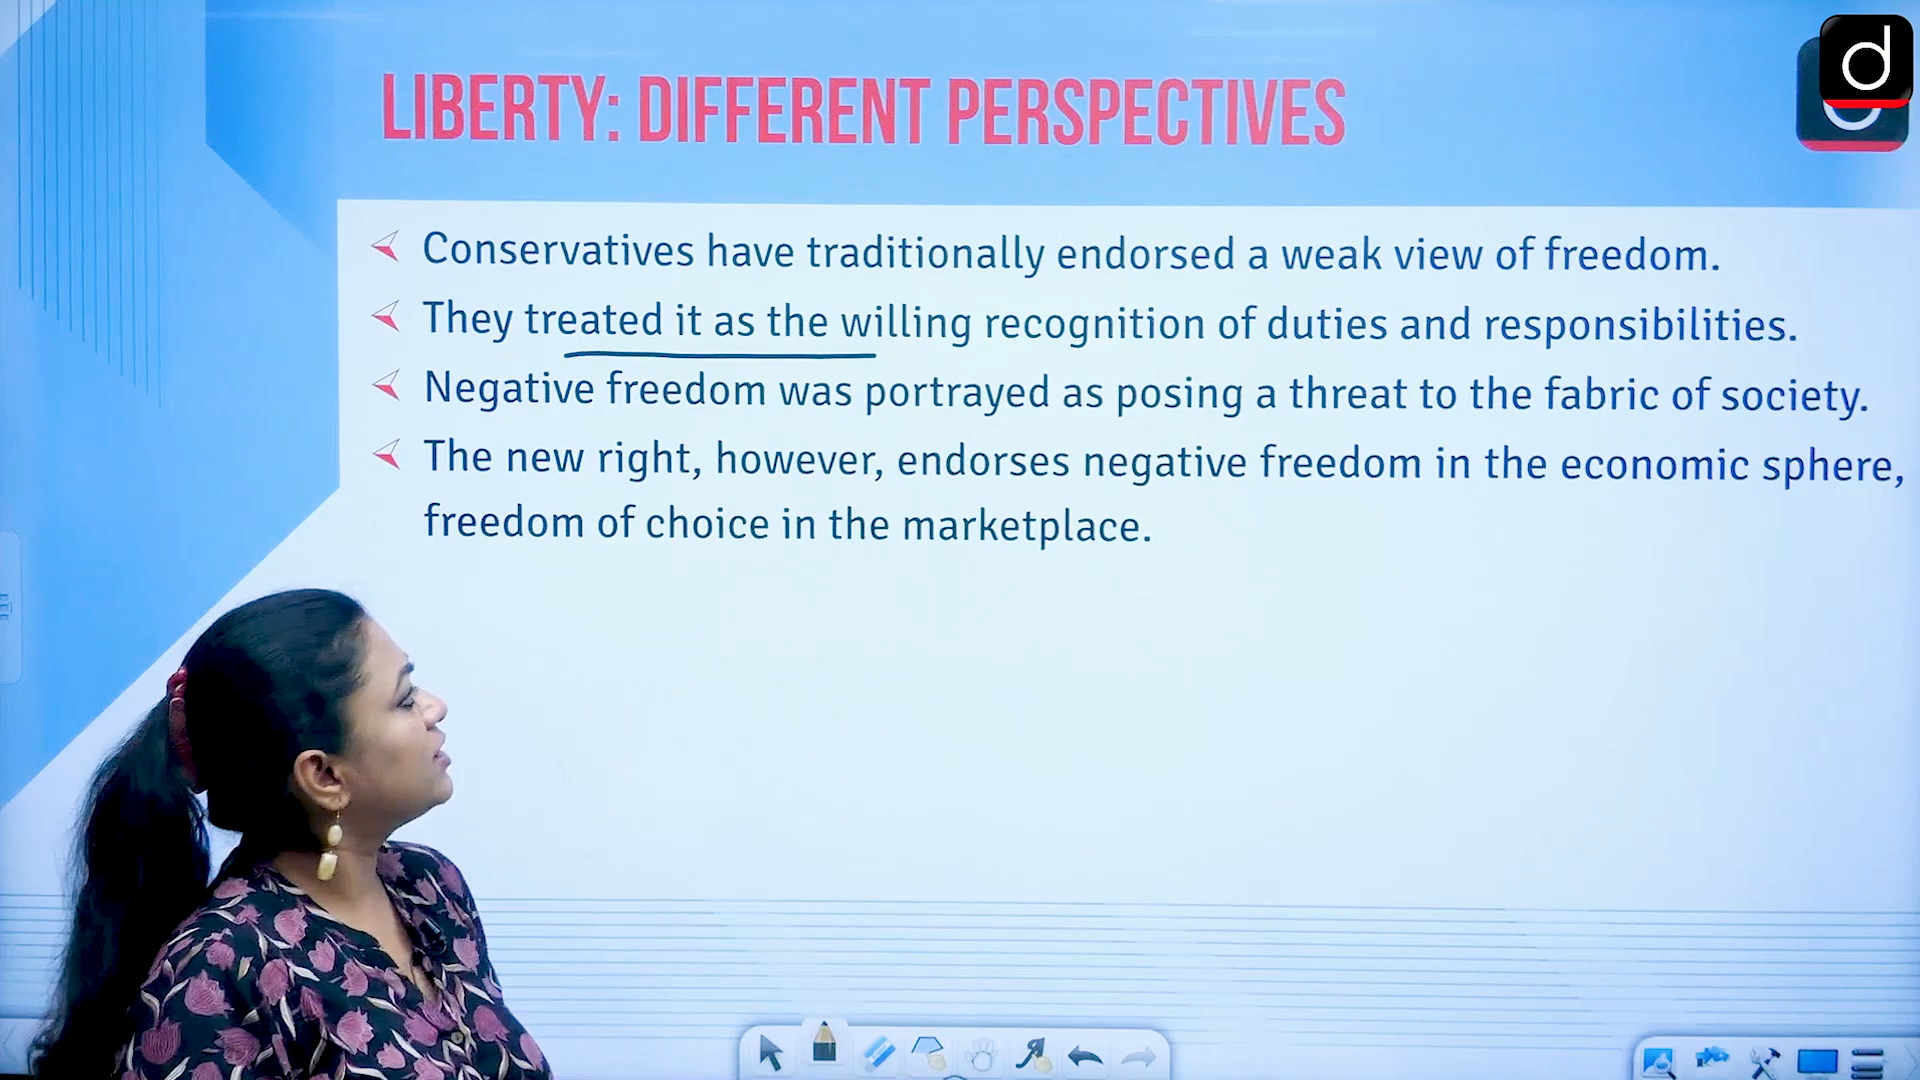 LIBERTY: DIFFERENT PERSPECTIVES
Conservatives have traditionally endorsed a weak view of freedom.
They treated it as the willing recognition of duties and responsibilities.
Negative freedom was portrayed as posing a threat to the fabric of society.
The new right, however, endorses negative freedom in the economic sphere,
freedom of choice in the marketplace.
d